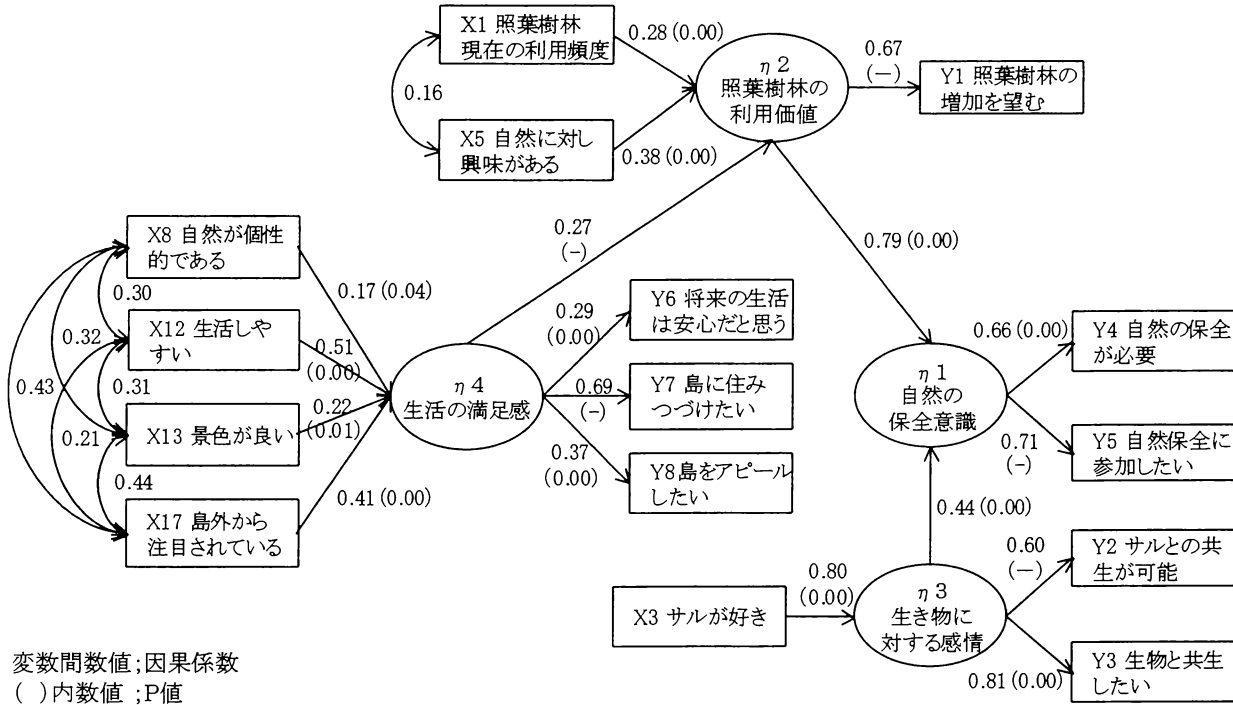 X1 照葉樹林
現在の利用頻度
0.28(0.00)
0.16
X5 自然に対し
興味がある
0.38(0.00)
η2
照葉樹林の
利用価値
0.67
(−)
Y1 照葉樹林の
増加を望む
0.27
(-)
0.79(0.00)
X8 自然が個性
的である
0.17(0.04)
0.30
X12 生活しや
すい
0.51
(0.00)
0.32
0.31
0.43
0.22
(0.01)
X13 景色が良い
0.21
0.44
X17 島外から
注目されている
0.41(0.00)
η4
生活の満足感
0.29
(0.00)
Y6 将来の生活
は安心だと思う
0.69
(-)
Y7 島に住み
つづけたい
0.37
(0.00)
Y8島をアピール
したい
η1
自然の
保全意識
0.66(0.00)
Y4 自然の保全
が必要
0.71
(-)
Y5 自然保全に
参加したい
0.44(0.00)
X3 サルが好き
0.80
(0.00)
η3
生き物に
対する感情
0.60
(−)
Y2 サルとの共
生が可能
0.81(0.00)
Y3 生物と共生
したい
変数間数値;因果係数
( )内数値 ;P値